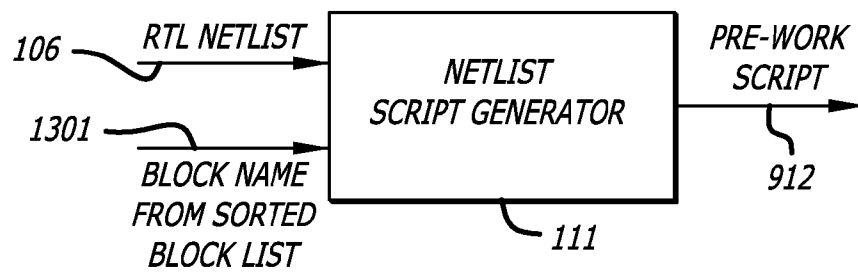 106
RTL NETLIST
1301
BLOCK NAME
FROM SORTED
BLOCK LIST
NETLIST
SCRIPT GENERATOR
111
PRE-WORK
SCRIPT
912